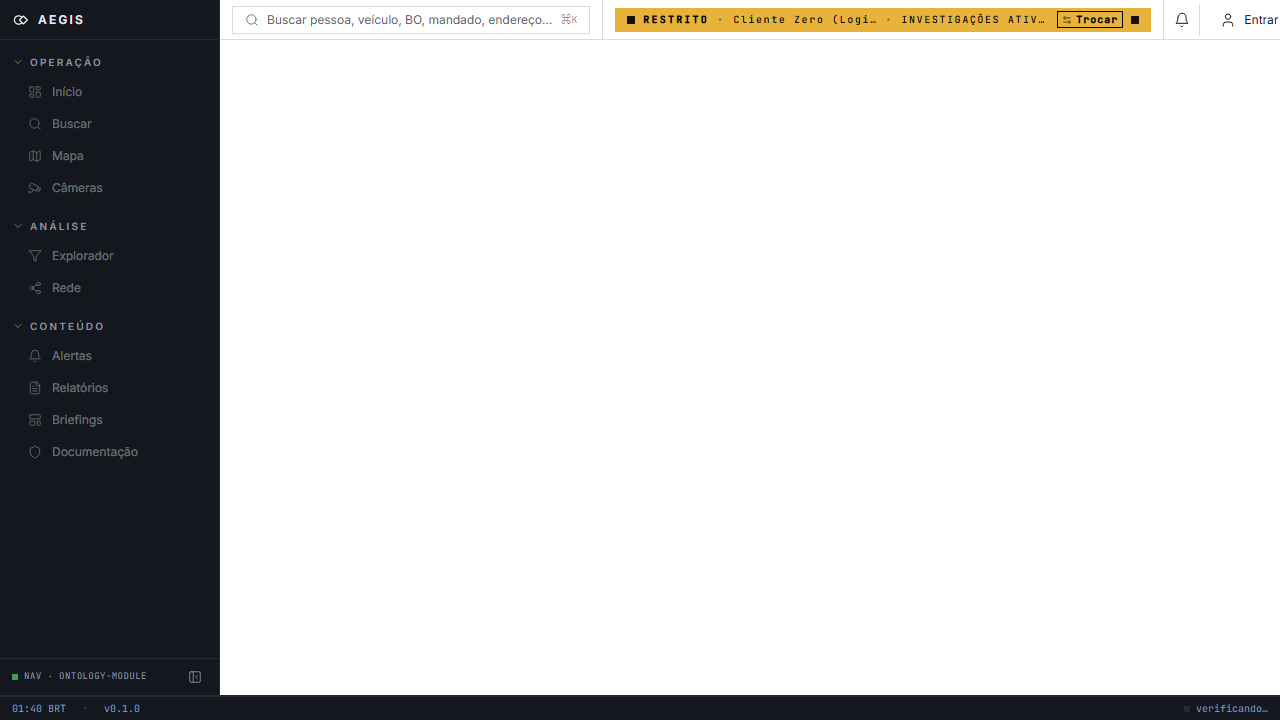 AEGIS
Buscar pessoa, veículo, BO, mandado, endereço... ⌘K
RESTRITO · Cliente Zero (Logi… · INVESTIGAÇÕES ATIV… Trocar
Entrar
OPERAÇÃO
Início
Buscar
Mapa
Câmeras
ANÁLISE
Explorador
Rede
CONTEÚDO
Alertas
Relatórios
Briefings
Documentação
NAV · ONTOLOGY-MODULE
01:40 BRT · v0.1.0
verificando…